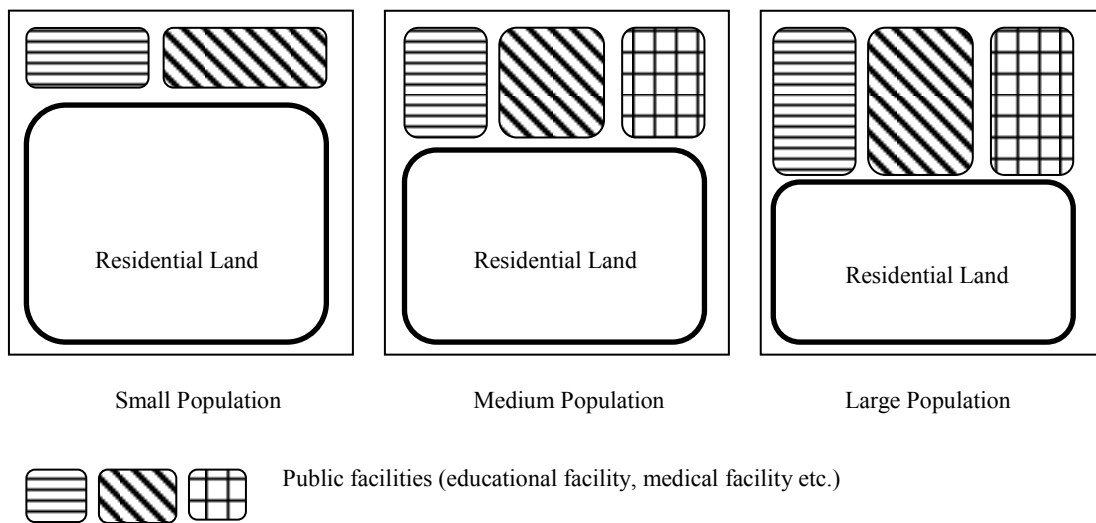 Residential Land
Residential Land
Residential Land
Small Population
Medium Population
Large Population
Public facilities (educational facility, medical facility etc.)